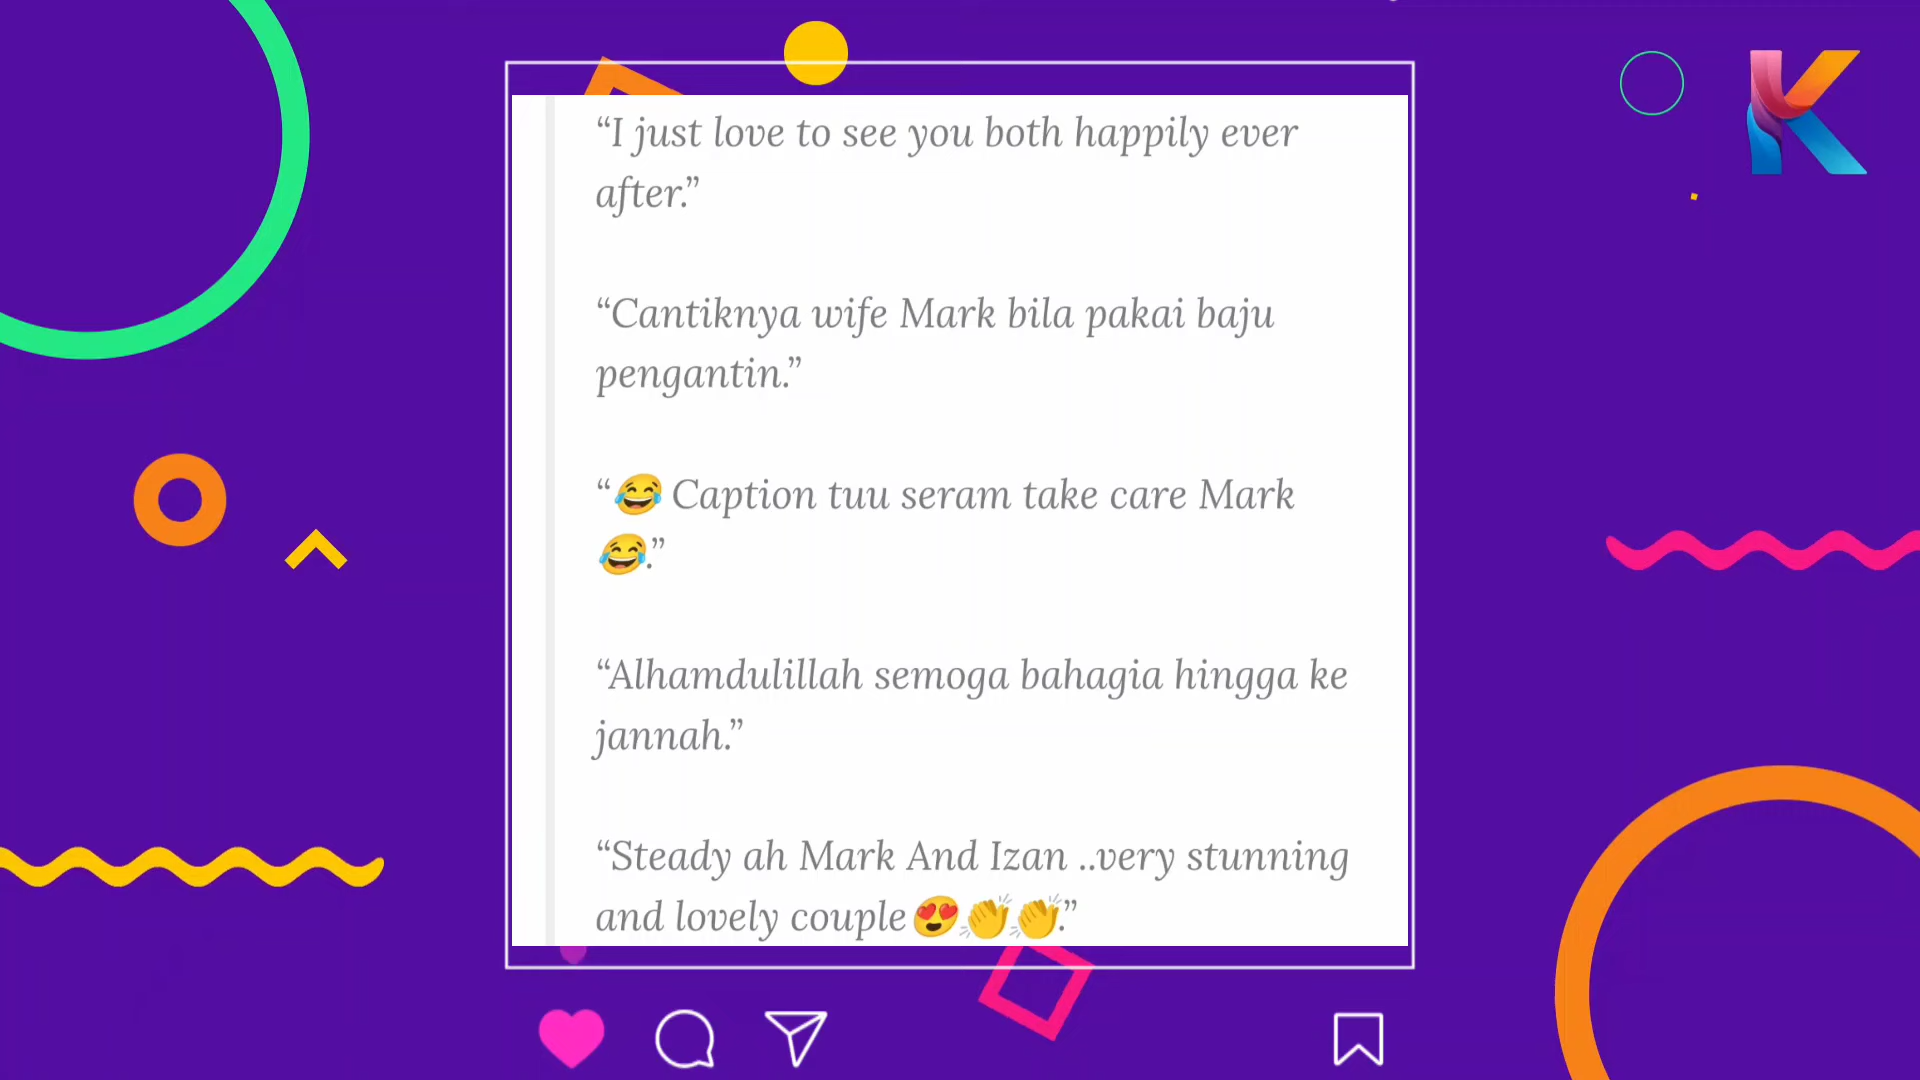 “I just love to see you both happily ever
after.”
“Cantiknya wife Mark bila pakai baju
pengantin.”
“😂 Caption tuu seram take care Mark
😂.”
“Alhamdulillah semoga bahagia hingga ke
jannah.”
“Steady ah Mark And Izan ..very stunning
and lovely couple😍👏👏.”
K